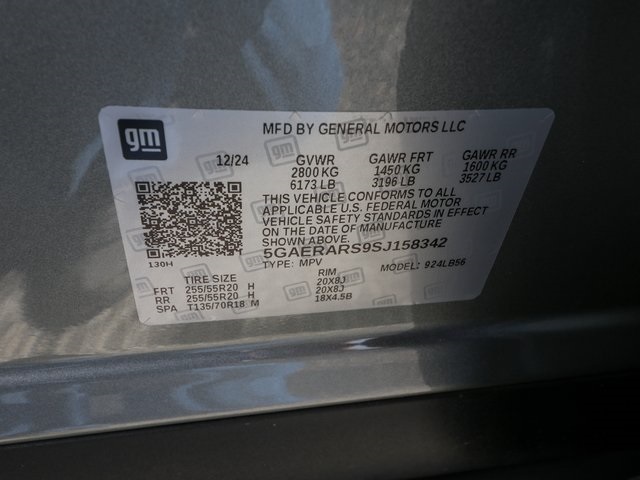 gm
MFD BY GENERAL MOTORS LLC
12/24 GVWR GAWR FRT GAWR RR
2800 KG 1450 KG 1600 KG
6173 LB 3196 LB 3527 LB
THIS VEHICLE CONFORMS TO ALL
APPLICABLE U.S. FEDERAL MOTOR
VEHICLE SAFETY STANDARDS IN EFFECT
ON THE DATE OF MANUFACTURE
SHOWN ABOVE.
5GAERARS9SJ158342
130H
TYPE: MPV MODEL: 924LB56
TIRE SIZE RIM
FRT 255/55R20 H 20X8J
RR 255/55R20 H 20X8J
SPA T135/70R18 M 18X4.5B